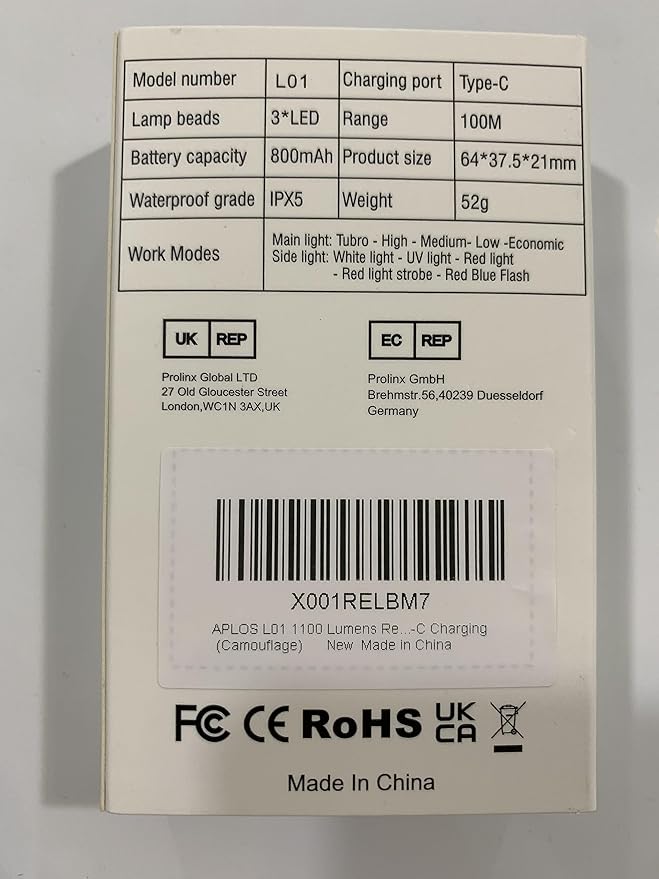 Model number L01 Charging port Type-C
Lamp beads 3*LED Range 100M
Battery capacity 800mAh Product size 64*37.5*21mm
Waterproof grade IPX5 Weight 52g
Work Modes
Main light: Tubro - High - Medium- Low -Economic
Side light: White light - UV light - Red light
- Red light strobe - Red Blue Flash
UK REP
Prolinx Global LTD
27 Old Gloucester Street
London,WC1N 3AX,UK
EC REP
Prolinx GmbH
Brehmstr.56,40239 Duesseldorf
Germany
X001RELBM7
APLOS L01 1100 Lumens Re...-C Charging
(Camouflage) New Made in China
FC CE RoHS UK CA
Made In China